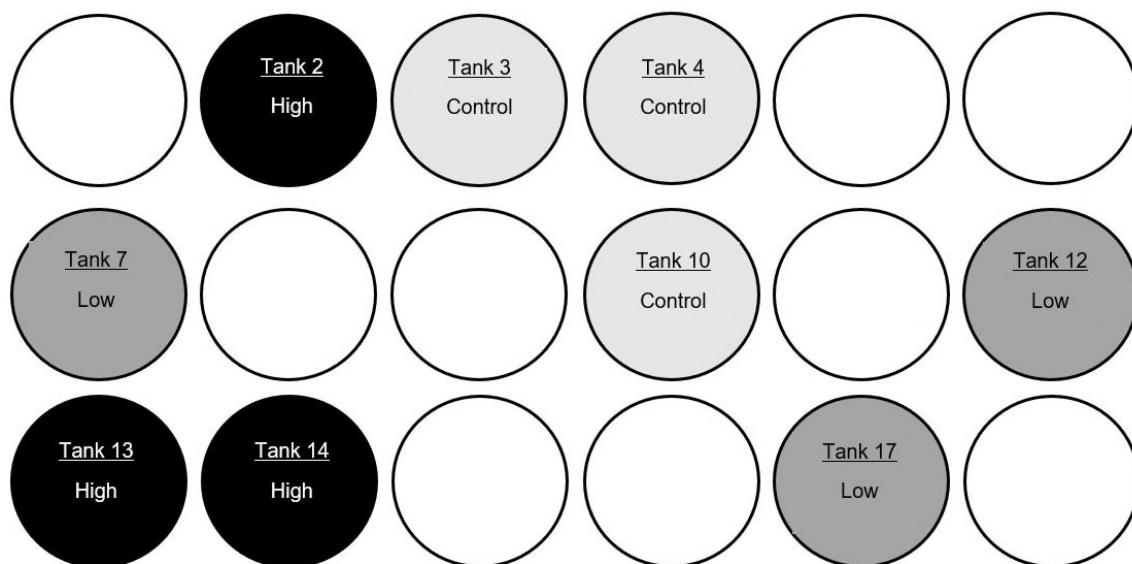 Tank 2
High
Tank 3
Control
Tank 4
Control
Tank 7
Low
Tank 10
Control
Tank 12
Low
Tank 13
High
Tank 14
High
Tank 17
Low